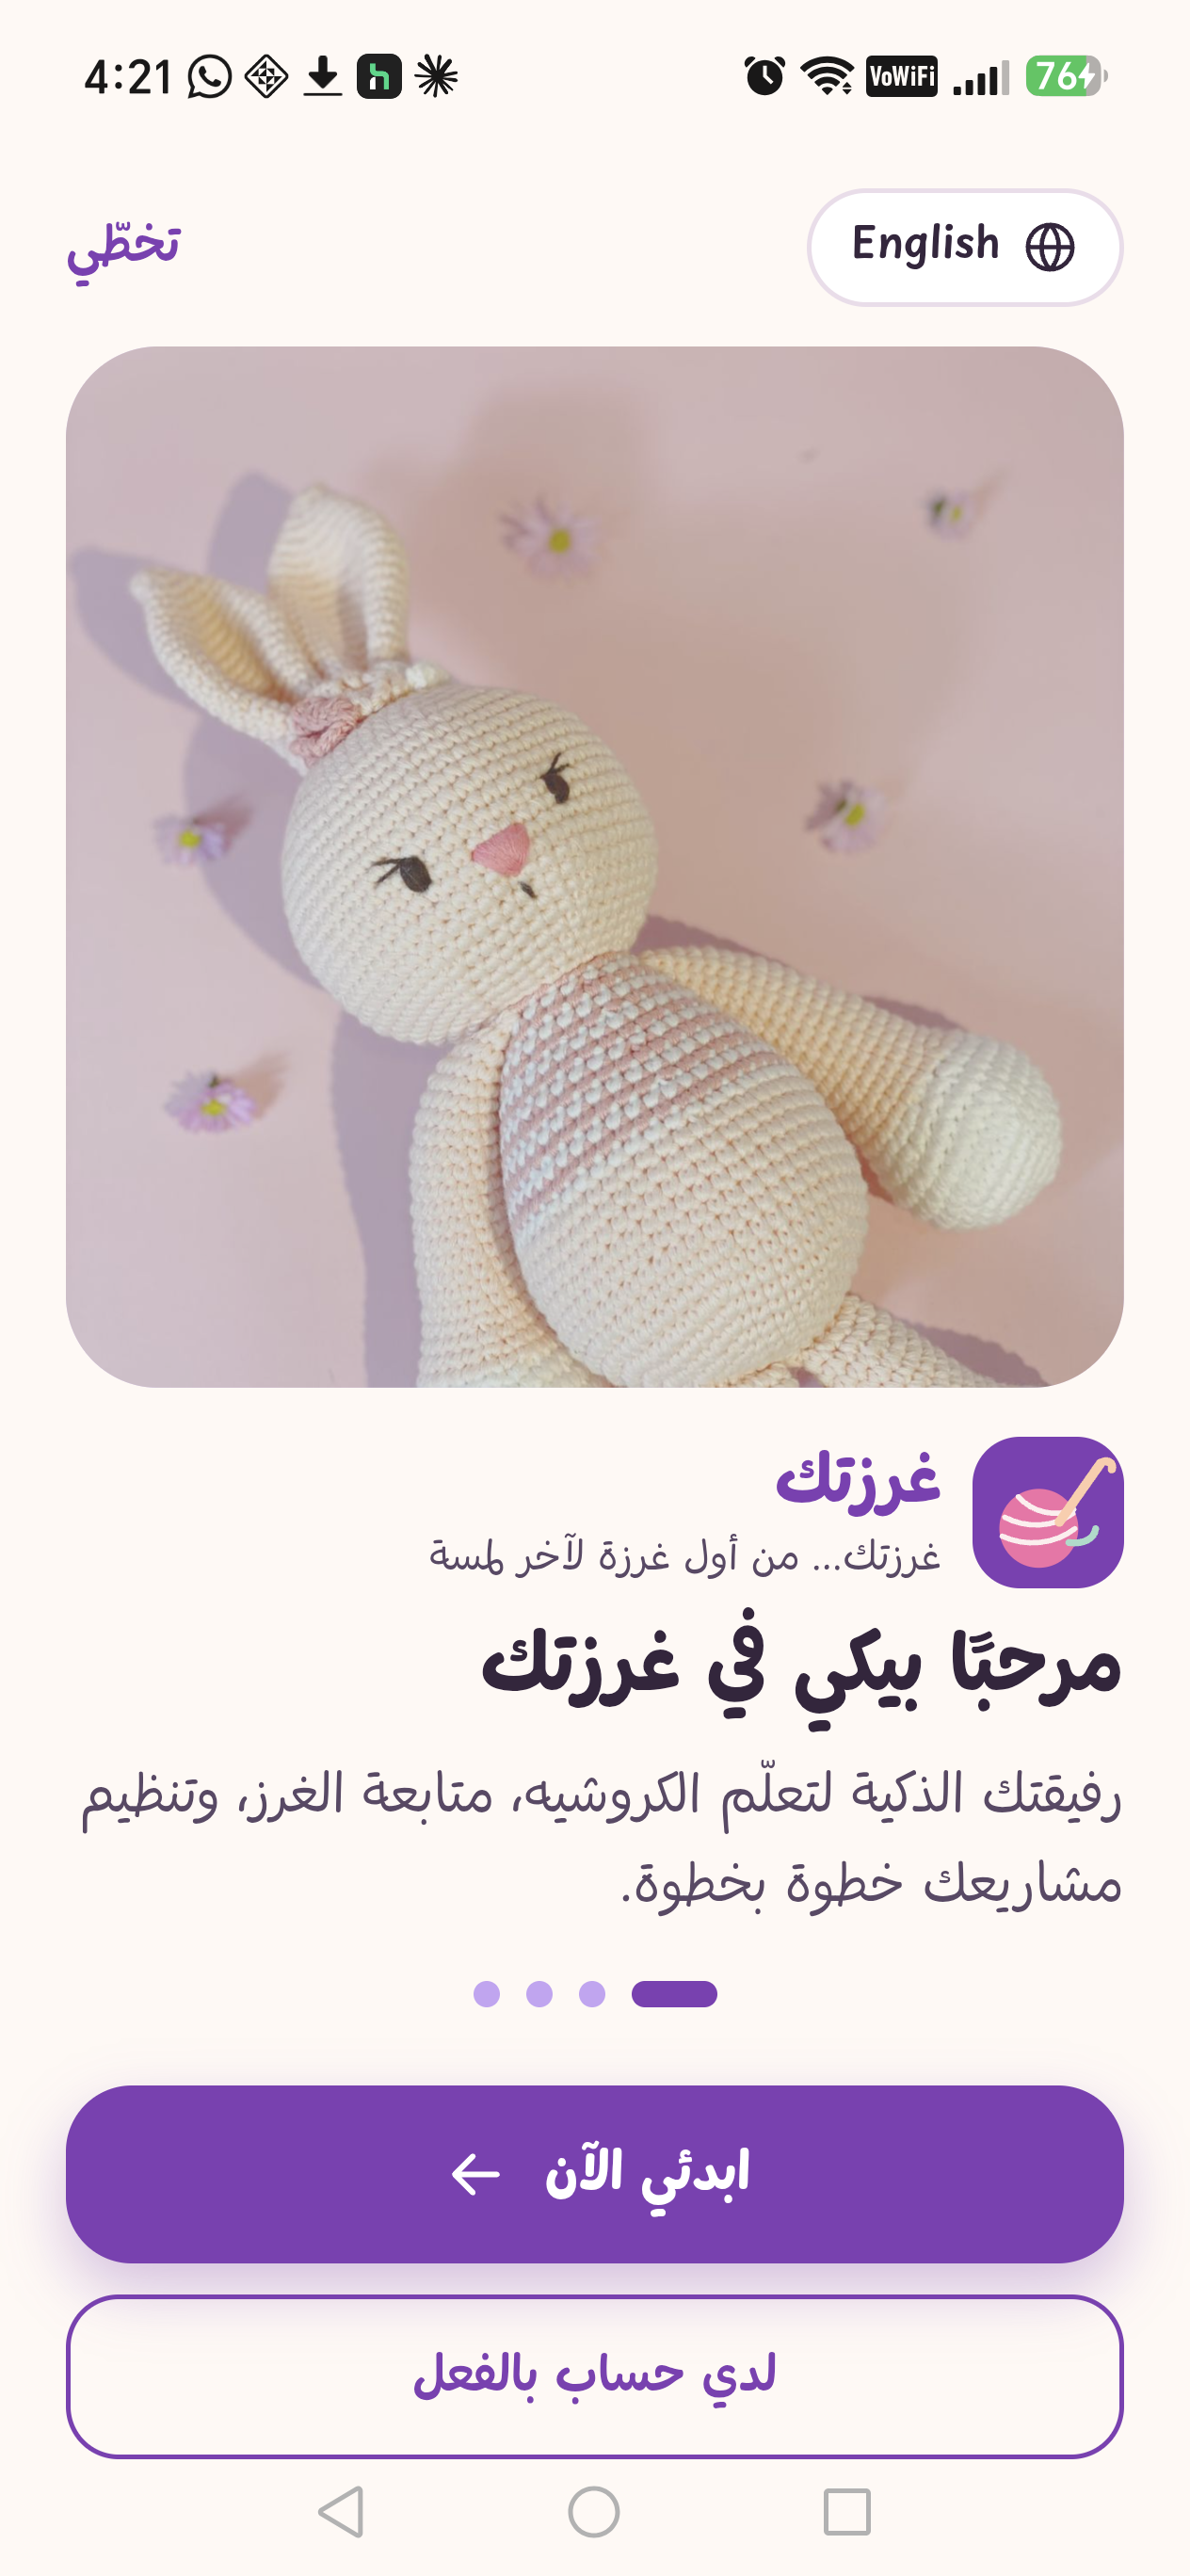 4:21
VoWiFi
76
English
تخطّي
غرزتك
غرزتك... من أول غرزة لآخر لمسة
مرحبًا بيكي في غرزتك
رفيقتك الذكية لتعلّم الكروشيه، متابعة الغرز، وتنظيم
مشاريعك خطوة بخطوة.
ابدئي الآن
لدي حساب بالفعل